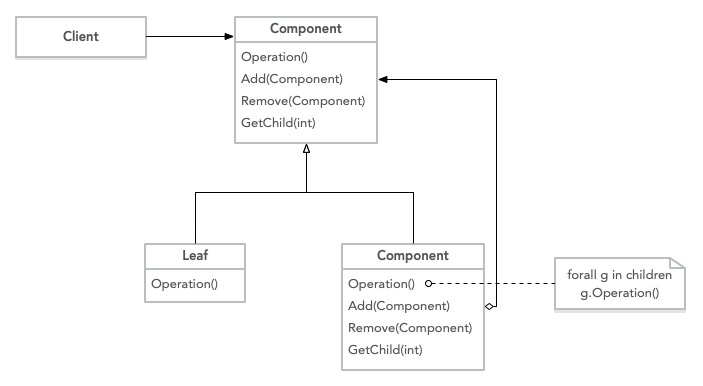 Client
Component
Operation()
Add(Component)
Remove(Component)
GetChild(int)
Leaf
Operation()
Component
Operation()
Add(Component)
Remove(Component)
GetChild(int)
forall g in children
g.Operation()